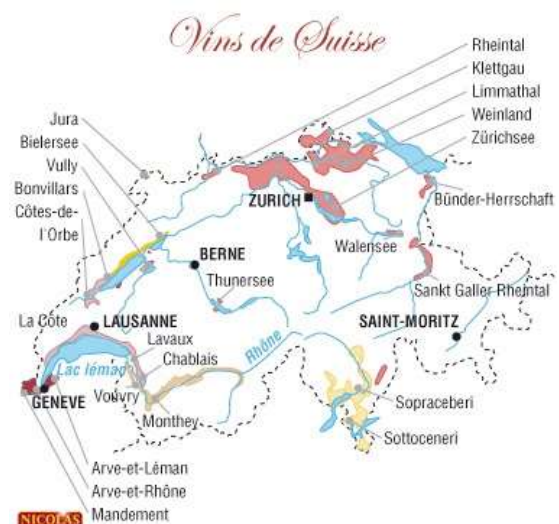 Vins de Suisse
Rheintal
Klettgau
Limmathal
Weinland
Zürichsee
Jura
Bielersee
Vully
Bonvillars
Côtes-de-
l'Orbe
ZURICH
Bünder-Herrschaft
Walensee
BERNE
Thunersee
Sankt Galler Rheintal
La Côte
LAUSANNE
SAINT-MORITZ
Lavaux
Chablais
Rhône
Lac léman
GENEVE
Vouvry
Monthey
Sopraceberi
Sottoceneri
Arve-et-Léman
Arve-et-Rhône
Mandement
NICOLAS